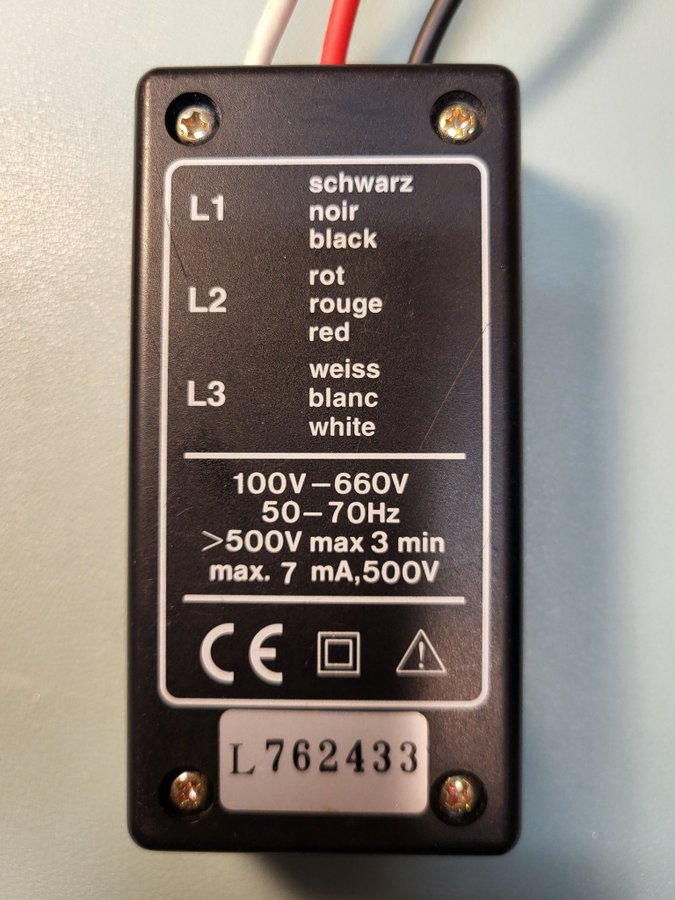 L1 schwarz
noir
black
L2 rot
rouge
red
L3 weiss
blanc
white
100V–660V
50–70Hz
>500V max 3 min
max. 7 mA,500V
CE
L762433